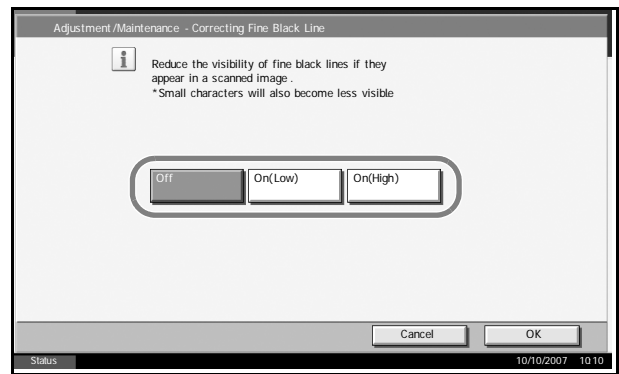 Adjustment/Maintenance - Correcting Fine Black Line
Reduce the visibility of fine black lines if they
appear in a scanned image .
*Small characters will also become less visible
Off On(Low) On(High)
Cancel OK
Status 10/10/2007 10:10